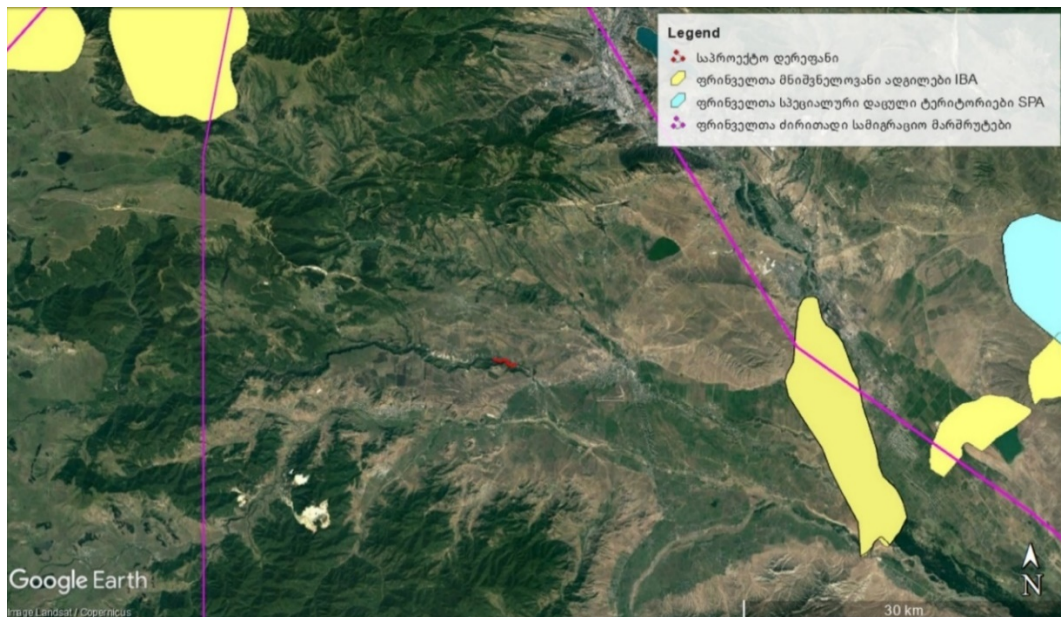 Legend
საპროექტო დერეფანი
ფრინველთა მნიშვნელოვანი ადგილები IBA
ფრინველთა სპეციალური დაცული ტერიტორიები SPA
ფრინველთა ძირითადი სამიგრაციო მარშრუტები
N
Google Earth
Image Landsat / Copernicus
30 km